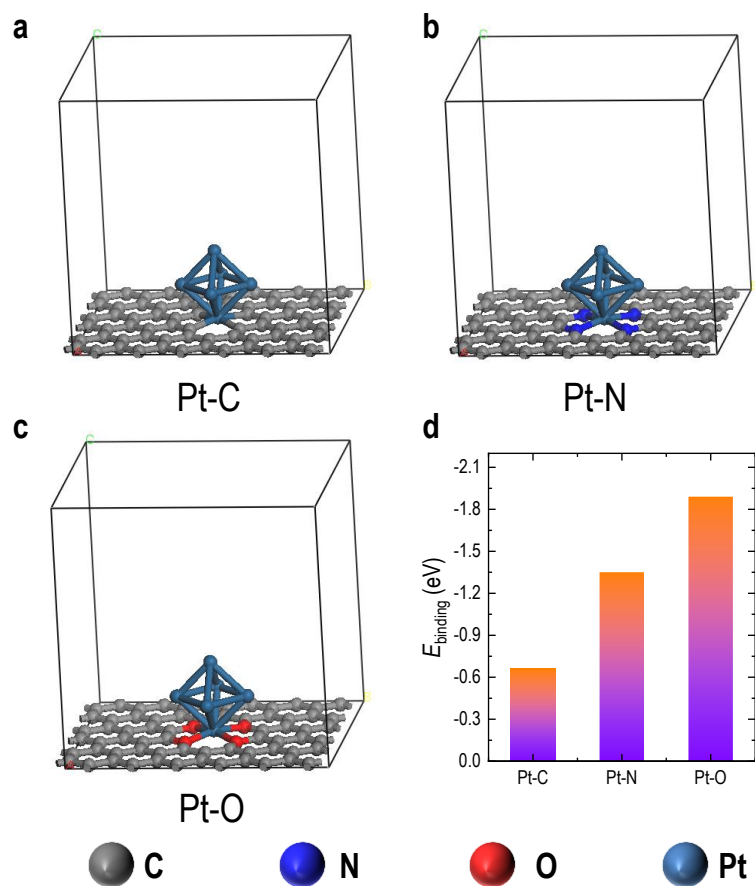 a
b
C
Pt-C
Pt-N
c
d
C
Pt-O
E binding (eV)
-2.1
-1.8
-1.5
-1.2
-0.9
-0.6
-0.3
0.0
Pt-C Pt-N Pt-O
C N O Pt